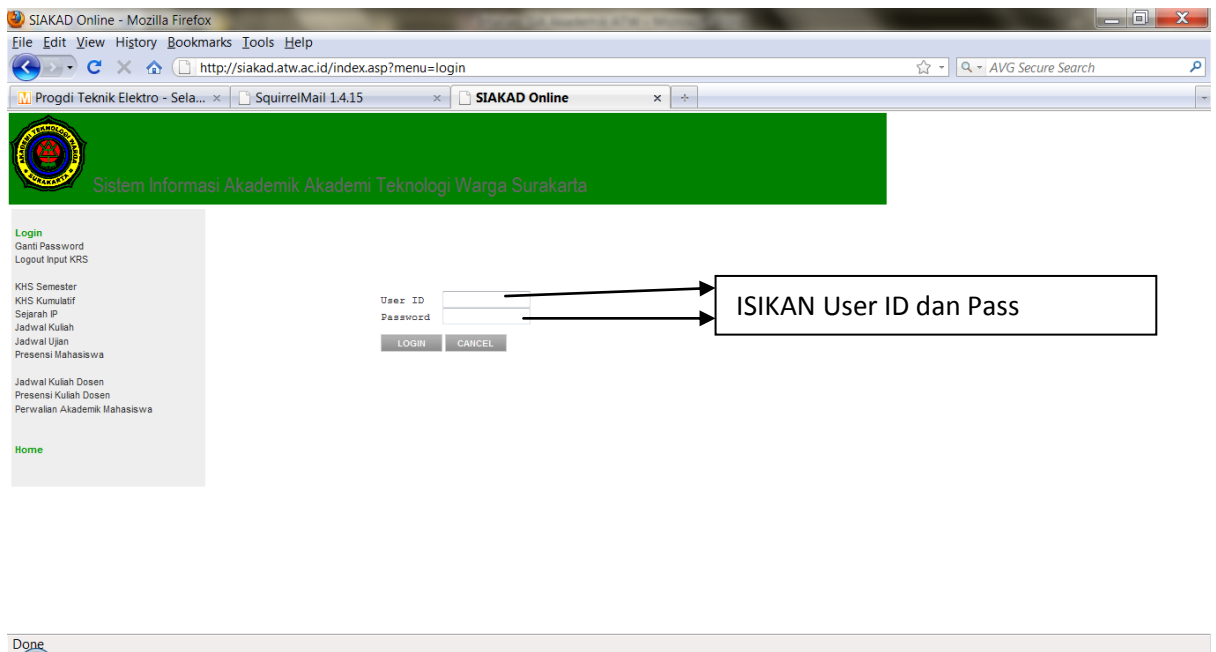 SIAKAD Online - Mozilla Firefox
File Edit View History Bookmarks Tools Help
http://siakad.atw.ac.id/index.asp?menu=login
AVG Secure Search
Progdi Teknik Elektro - Sela...
SquirrelMail 1.4.15
SIAKAD Online
AKADEMI TEKNOLOGI WARGA
SURAKARTA
Sistem Informasi Akademik Akademi Teknologi Warga Surakarta
Login
Ganti Password
Logout Input KRS
KHS Semester
KHS Kumulatif
Sejarah IP
Jadwal Kuliah
Jadwal Ujian
Presensi Mahasiswa
Jadwal Kuliah Dosen
Presensi Kuliah Dosen
Perwalian Akademik Mahasiswa
Home
User ID
Password
LOGIN CANCEL
ISIKAN User ID dan Pass
Done